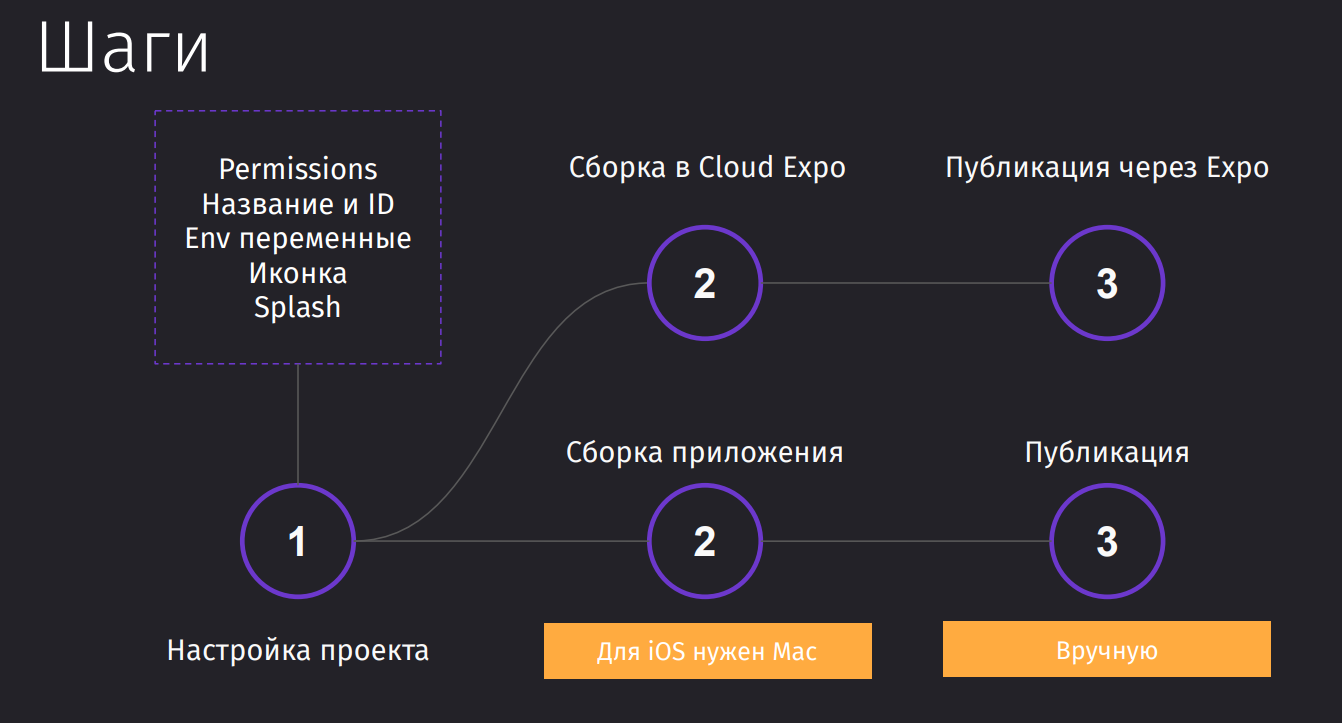 Шаги
Permissions
Название и ID
Env переменные
Иконка
Splash
Сборка в Cloud Expo
Публикация через Expo
2
3
Сборка приложения
Публикация
1
2
3
Настройка проекта
Для iOS нужен Mac
Вручную